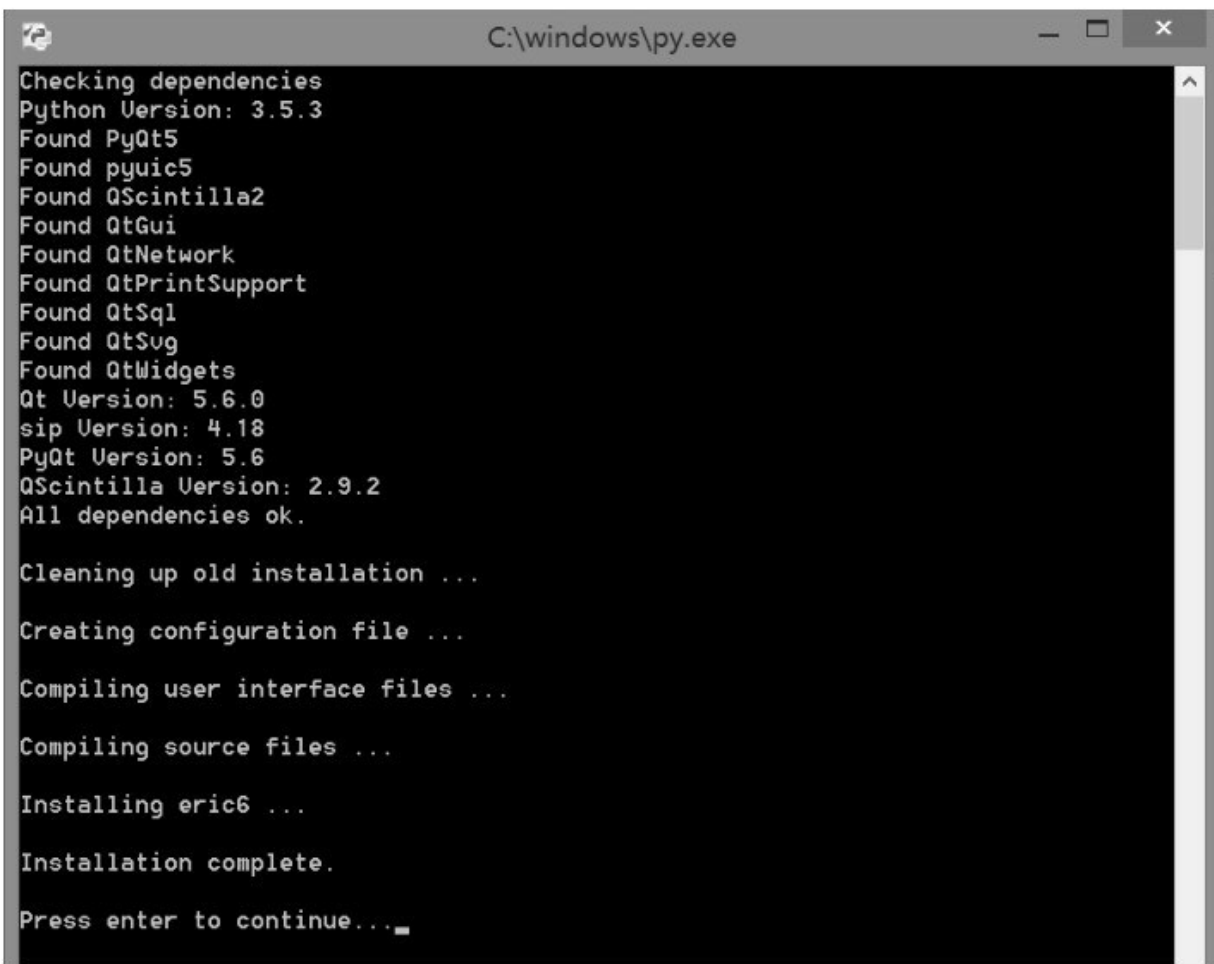 C:\windows\py.exe
Checking dependencies
Python Version: 3.5.3
Found PyQt5
Found pyuic5
Found QScintilla2
Found QtGui
Found QtNetwork
Found QtPrintSupport
Found QtSql
Found QtSvg
Found QtWidgets
Qt Version: 5.6.0
sip Version: 4.18
PyQt Version: 5.6
QScintilla Version: 2.9.2
All dependencies ok.
Cleaning up old installation ...
Creating configuration file ...
Compiling user interface files ...
Compiling source files ...
Installing eric6 ...
Installation complete.
Press enter to continue...